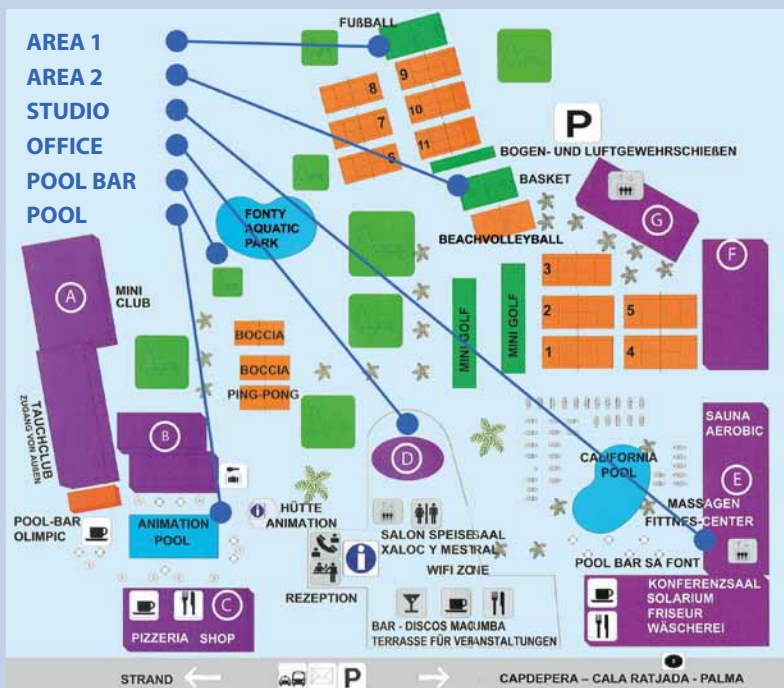 AREA 1
AREA 2
STUDIO
OFFICE
POOL BAR
POOL
FUßBALL
8
9
7
10
6
11
P
BOGEN- UND LUFTGEWEHRSCHIEßEN
BASKET
G
BEACHVOLLEYBALL
FONTY
AQUATIC
PARK
F
A
MINI
CLUB
3
2
5
1
4
MINI GOLF
MINI GOLF
BOCCIA
BOCCIA
PING-PONG
TAUCHCLUB
ZUGANG VON AUßEN
B
D
SAUNA
AEROBIC
CALIFORNIA
POOL
E
MASSAGEN
FITTNES-CENTER
POOL-BAR
OLIMPIC
ANIMATION
POOL
i
HÜTTE
ANIMATION
SALON SPEISESAAL
XALOC Y MESTRAL
i
WIFI ZONE
POOL BAR SA FONT
REZEPTION
C
PIZZERIA SHOP
BAR - DISCOS MACUMBA
TERRASSE FÜR VERANSTALTUNGEN
KONFERENZSAAL
SOLARIUM
FRISEUR
WÄSCHEREI
STRAND
P
CAPDEPERA – CALA RATJADA - PALMA